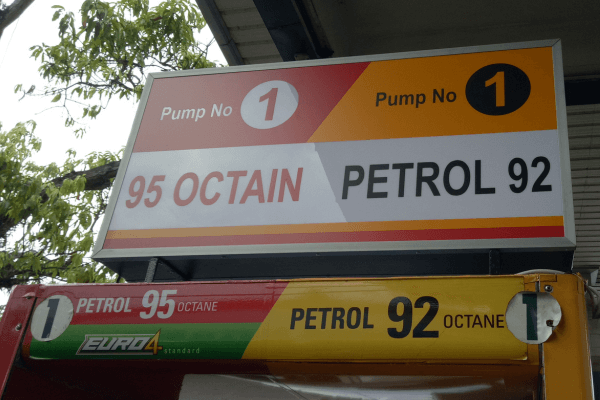 Pump No 1
Pump No 1
95 OCTAIN
PETROL 92
1 PETROL 95 OCTANE
EURO4 standard
PETROL 92 OCTANE 1